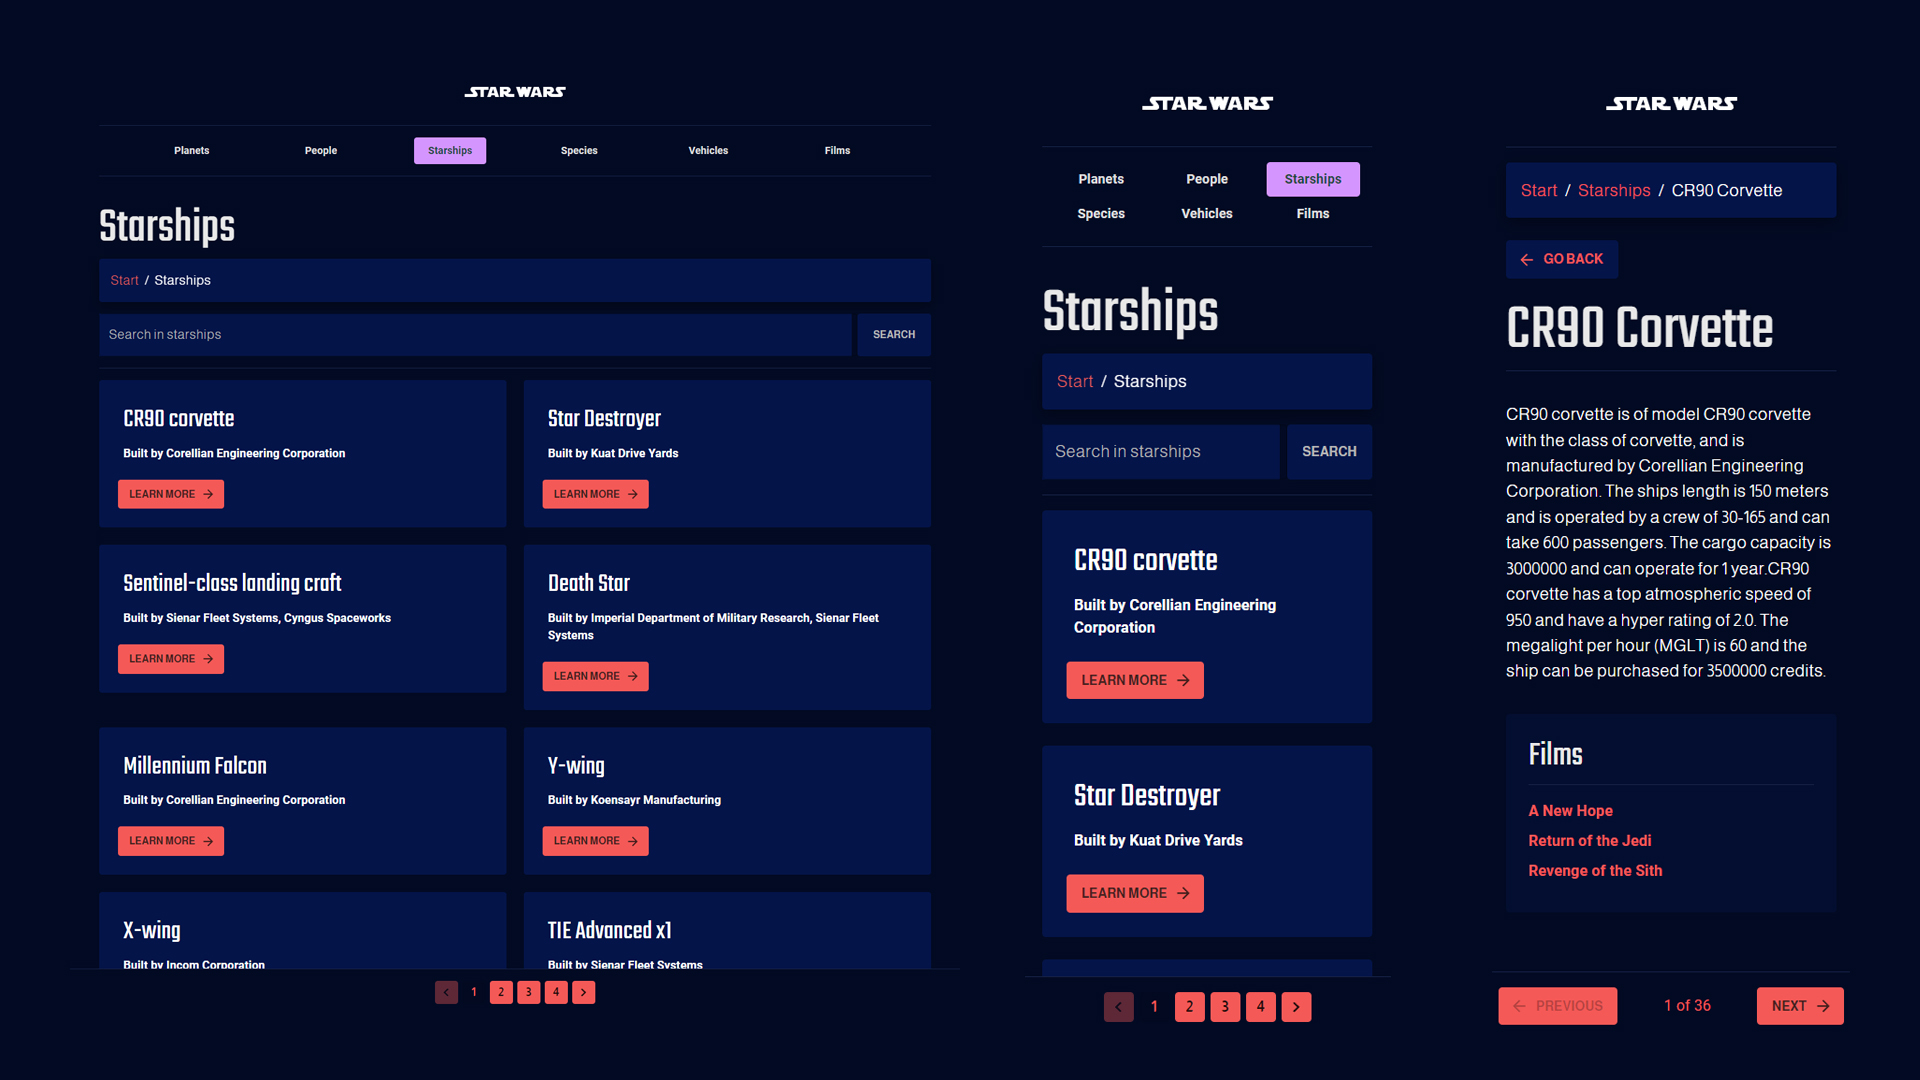 STAR WARS
Planets People Starships Species Vehicles Films
Starships
Start / Starships
Search in starships SEARCH
CR90 corvette
Built by Corellian Engineering Corporation
LEARN MORE
Star Destroyer
Built by Kuat Drive Yards
LEARN MORE
Sentinel-class landing craft
Built by Sienar Fleet Systems, Cyngus Spaceworks
LEARN MORE
Death Star
Built by Imperial Department of Military Research, Sienar Fleet
Systems
LEARN MORE
Millennium Falcon
Built by Corellian Engineering Corporation
LEARN MORE
Y-wing
Built by Koensayr Manufacturing
LEARN MORE
X-wing
Built by Incom Corporation
TIE Advanced x1
Built by Sienar Fleet Systems
1 2 3 4
STAR WARS
Planets People Starships
Species Vehicles Films
Starships
Start / Starships
Search in starships SEARCH
CR90 corvette
Built by Corellian Engineering
Corporation
LEARN MORE
Star Destroyer
Built by Kuat Drive Yards
LEARN MORE
1 2 3 4
STAR WARS
Start / Starships / CR90 Corvette
GO BACK
CR90 Corvette
CR90 corvette is of model CR90 corvette
with the class of corvette, and is
manufactured by Corellian Engineering
Corporation. The ships length is 150 meters
and is operated by a crew of 30-165 and can
take 600 passengers. The cargo capacity is
3000000 and can operate for 1 year.CR90
corvette has a top atmospheric speed of
950 and have a hyper rating of 2.0. The
megalight per hour (MGLT) is 60 and the
ship can be purchased for 3500000 credits.
Films
A New Hope
Return of the Jedi
Revenge of the Sith
PREVIOUS 1 of 36 NEXT